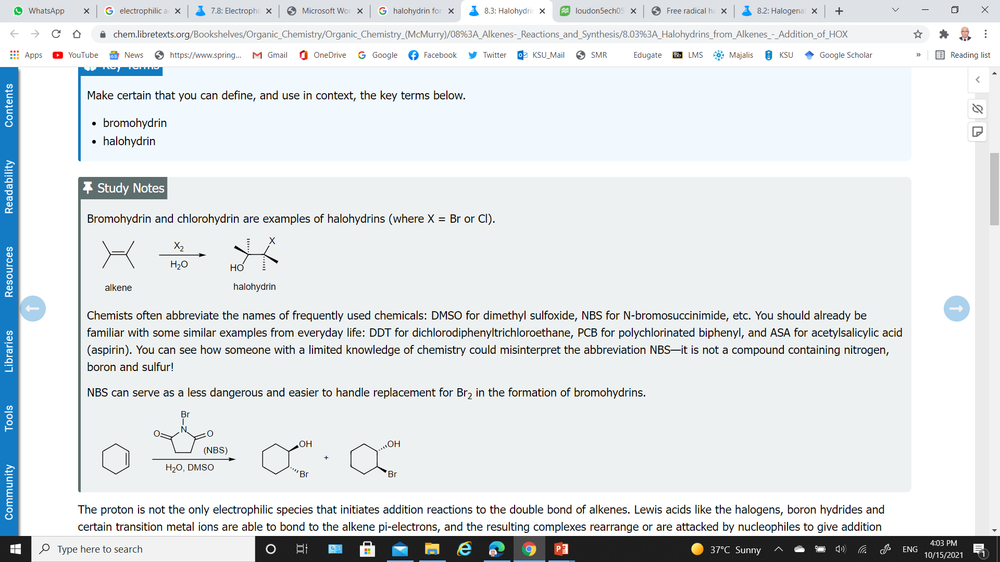 WhatsApp
electrophilic a
7.8: Electrophi
Microsoft Wor
halohydrin for
8.3: Halohydri
loudon5ech05
Free radical ha
8.2: Halogenat
chem.libretexts.org/Bookshelves/Organic_Chemistry/Organic_Chemistry_(McMurry)/08%3A_Alkenes-_Reactions_and_Synthesis/8.03%3A_Halohydrins_from_Alkenes_-_Addition_of_HOX
Apps YouTube News https://www.spring... Gmail OneDrive Google Facebook Twitter KSU_Mail SMR Edugate Bb LMS Majalis KSU Google Scholar » Reading list
Contents
Readability
Resources
Libraries
Tools
Community
Key Terms
Make certain that you can define, and use in context, the key terms below.
• bromohydrin
• halohydrin
Study Notes
Bromohydrin and chlorohydrin are examples of halohydrins (where X = Br or Cl).
X2
H2O
X
HO
alkene
halohydrin
Chemists often abbreviate the names of frequently used chemicals: DMSO for dimethyl sulfoxide, NBS for N-bromosuccinimide, etc. You should already be
familiar with some similar examples from everyday life: DDT for dichlorodiphenyltrichloroethane, PCB for polychlorinated biphenyl, and ASA for acetylsalicylic acid
(aspirin). You can see how someone with a limited knowledge of chemistry could misinterpret the abbreviation NBS—it is not a compound containing nitrogen,
boron and sulfur!
NBS can serve as a less dangerous and easier to handle replacement for Br2 in the formation of bromohydrins.
Br
N
O O
(NBS)
H2O, DMSO
OH
Br
+
OH
Br
The proton is not the only electrophilic species that initiates addition reactions to the double bond of alkenes. Lewis acids like the halogens, boron hydrides and
certain transition metal ions are able to bond to the alkene pi-electrons, and the resulting complexes rearrange or are attacked by nucleophiles to give addition
Type here to search
37°C Sunny
ENG
4:03 PM
10/15/2021
1